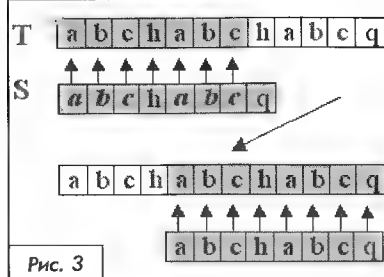 T a b c h a b c h a b c q
S a b c h a b c q
a b c h a b c h a b c q
a b c h a b c q
Рис. 3